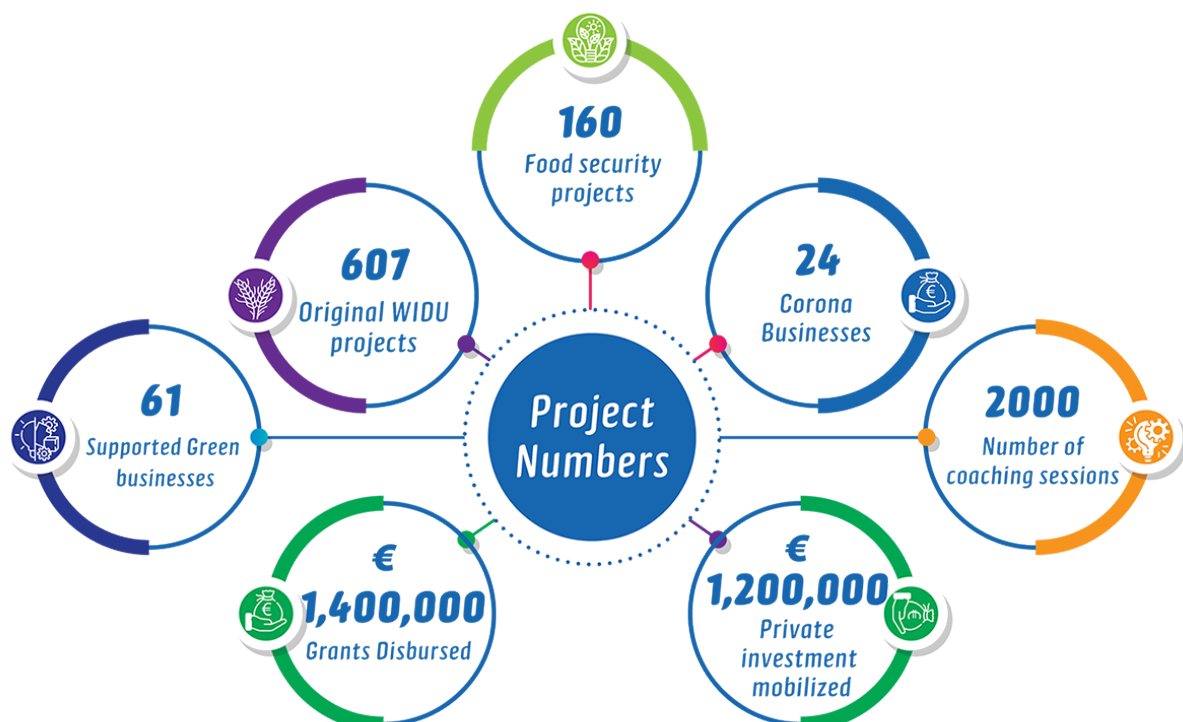 160
Food security
projects
607
Original WIDU
projects
24
Corona
Businesses
61
Supported Green
businesses
Project
Numbers
2000
Number of
coaching sessions
€
1,400,000
Grants Disbursed
€
1,200,000
Private
investment
mobilized